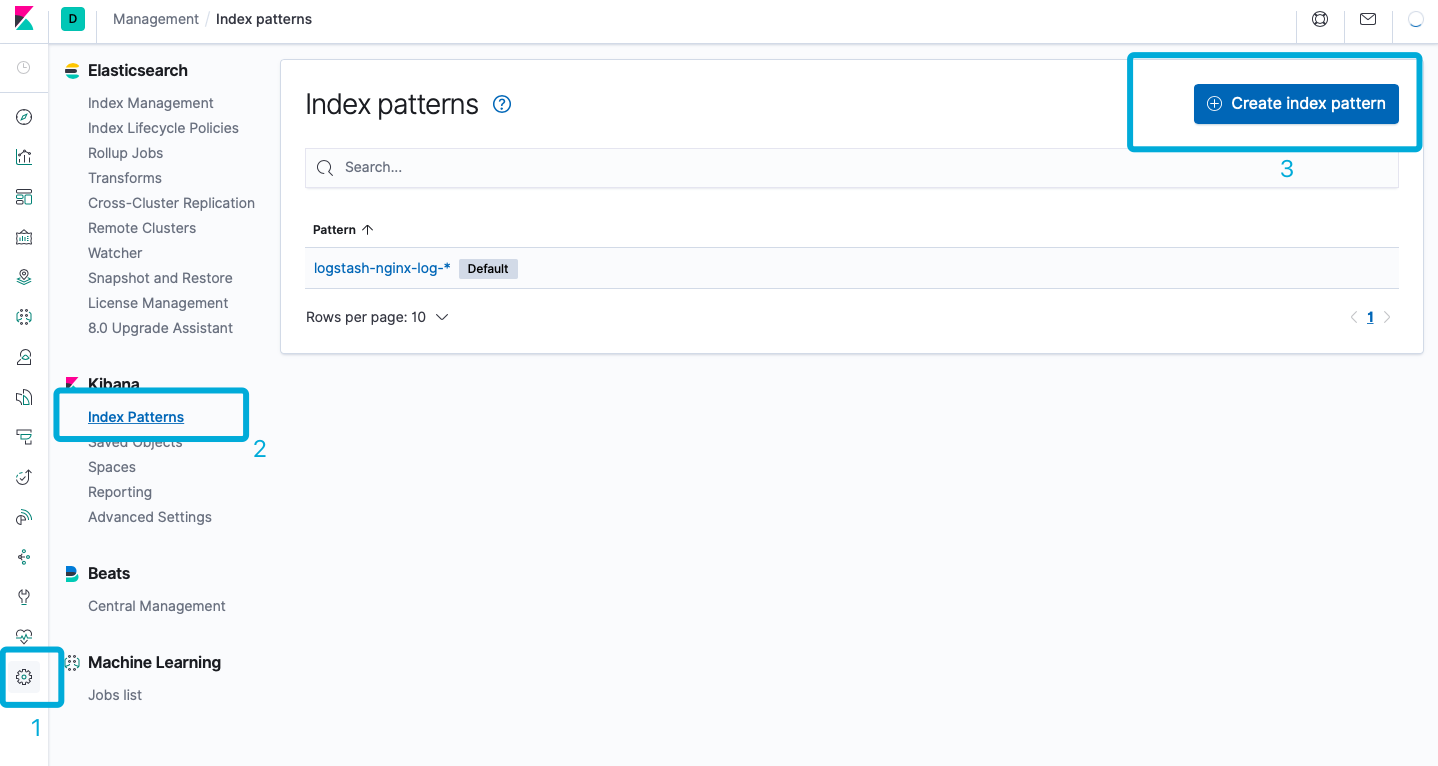 D Management / Index patterns
Elasticsearch
Index Management
Index Lifecycle Policies
Rollup Jobs
Transforms
Cross-Cluster Replication
Remote Clusters
Watcher
Snapshot and Restore
License Management
8.0 Upgrade Assistant
Kibana
Index Patterns
2
Saved Objects
Spaces
Reporting
Advanced Settings
Beats
Central Management
Machine Learning
Jobs list
1
Index patterns ?
Create index pattern
3
Search...
Pattern
logstash-nginx-log-* Default
Rows per page: 10
1